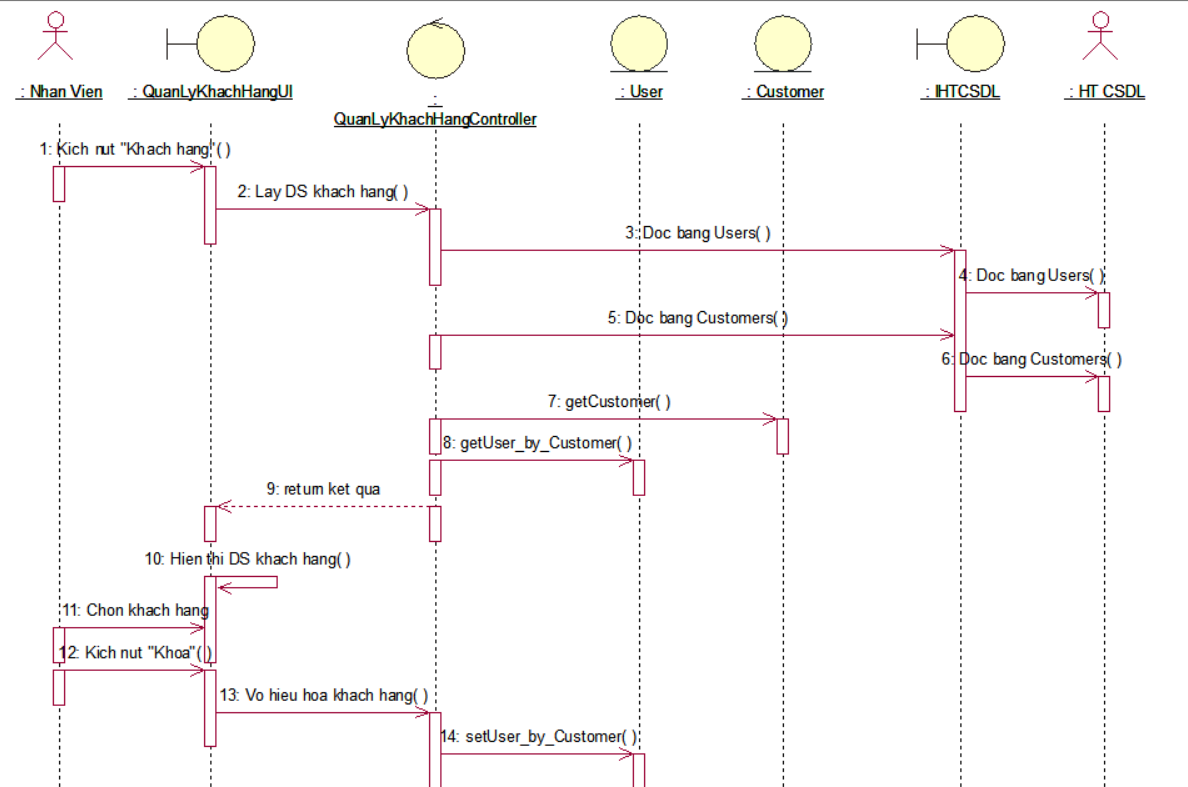 : Nhan Vien
: QuanLyKhachHangUI
:
QuanLyKhachHangController
: User
: Customer
: IHTCSDL
: HT CSDL
1: Kich nut "Khach hang"( )
2: Lay DS khach hang( )
3: Doc bang Users( )
4: Doc bang Users( )
5: Doc bang Customers( )
6: Doc bang Customers( )
7: getCustomer( )
8: getUser_by_Customer( )
9: return ket qua
10: Hien thi DS khach hang( )
11: Chon khach hang
12: Kich nut "Khoa"( )
13: Vo hieu hoa khach hang( )
14: setUser_by_Customer( )